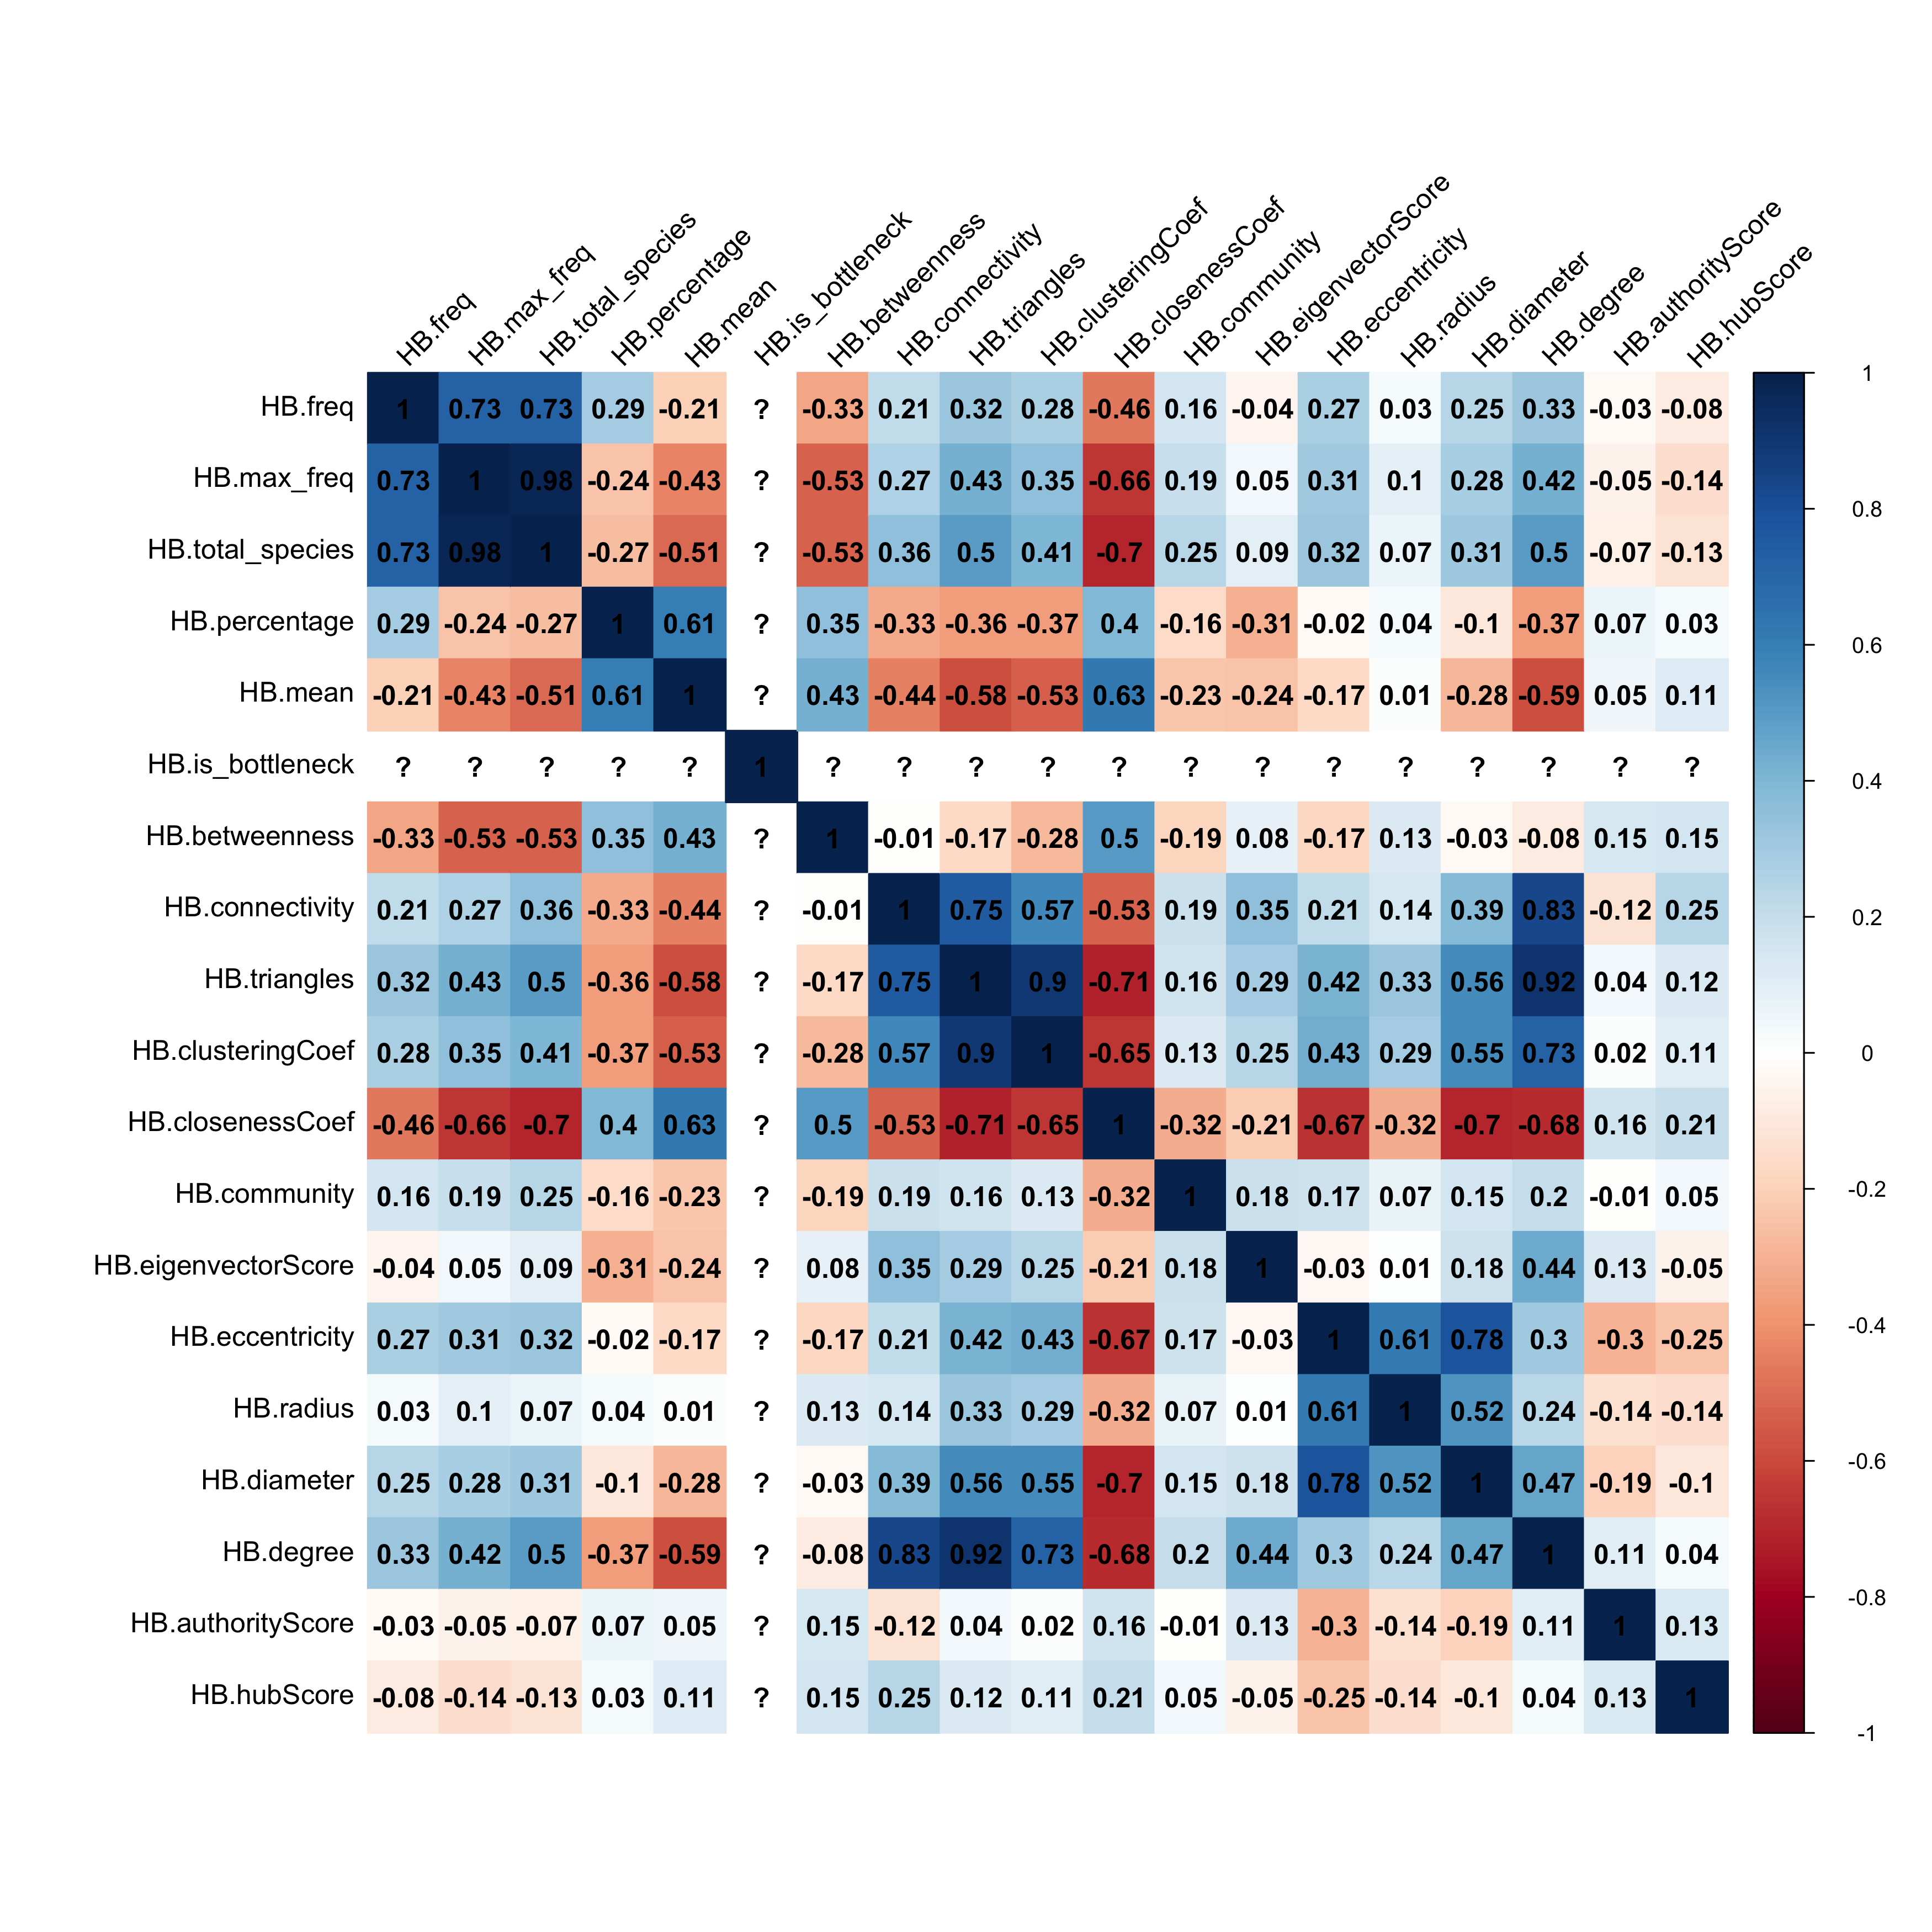 HB.freq HB.max_freq HB.total_species HB.percentage HB.mean HB.is_bottleneck HB.betweenness HB.connectivity HB.triangles HB.clusteringCoef HB.closenessCoef HB.community HB.eigenvectorScore HB.eccentricity HB.radius HB.diameter HB.degree HB.authorityScore HB.hubScore
HB.freq 1 0.73 0.73 0.29 -0.21 ? -0.33 0.21 0.32 0.28 -0.46 0.16 -0.04 0.27 0.03 0.25 0.33 -0.03 -0.08
HB.max_freq 0.73 1 0.98 -0.24 -0.43 ? -0.53 0.27 0.43 0.35 -0.66 0.19 0.05 0.31 0.1 0.28 0.42 -0.05 -0.14
HB.total_species 0.73 0.98 1 -0.27 -0.51 ? -0.53 0.36 0.5 0.41 -0.7 0.25 0.09 0.32 0.07 0.31 0.5 -0.07 -0.13
HB.percentage 0.29 -0.24 -0.27 1 0.61 ? 0.35 -0.33 -0.36 -0.37 0.4 -0.16 -0.31 -0.02 0.04 -0.1 -0.37 0.07 0.03
HB.mean -0.21 -0.43 -0.51 0.61 1 ? 0.43 -0.44 -0.58 -0.53 0.63 -0.23 -0.24 -0.17 0.01 -0.28 -0.59 0.05 0.11
HB.is_bottleneck ? ? ? ? ? 1 ? ? ? ? ? ? ? ? ? ? ? ? ?
HB.betweenness -0.33 -0.53 -0.53 0.35 0.43 ? 1 -0.01 -0.17 -0.28 0.5 -0.19 0.08 -0.17 0.13 -0.03 -0.08 0.15 0.15
HB.connectivity 0.21 0.27 0.36 -0.33 -0.44 ? -0.01 1 0.75 0.57 -0.53 0.19 0.35 0.21 0.14 0.39 0.83 -0.12 0.25
HB.triangles 0.32 0.43 0.5 -0.36 -0.58 ? -0.17 0.75 1 0.9 -0.71 0.16 0.29 0.42 0.33 0.56 0.92 0.04 0.12
HB.clusteringCoef 0.28 0.35 0.41 -0.37 -0.53 ? -0.28 0.57 0.9 1 -0.65 0.13 0.25 0.43 0.29 0.55 0.73 0.02 0.11
HB.closenessCoef -0.46 -0.66 -0.7 0.4 0.63 ? 0.5 -0.53 -0.71 -0.65 1 -0.32 -0.21 -0.67 -0.32 -0.7 -0.68 0.16 0.21
HB.community 0.16 0.19 0.25 -0.16 -0.23 ? -0.19 0.19 0.16 0.13 -0.32 1 0.18 0.17 0.07 0.15 0.2 -0.01 0.05
HB.eigenvectorScore -0.04 0.05 0.09 -0.31 -0.24 ? 0.08 0.35 0.29 0.25 -0.21 0.18 1 -0.03 0.01 0.18 0.44 0.13 -0.05
HB.eccentricity 0.27 0.31 0.32 -0.02 -0.17 ? -0.17 0.21 0.42 0.43 -0.67 0.17 -0.03 1 0.61 0.78 0.3 -0.3 -0.25
HB.radius 0.03 0.1 0.07 0.04 0.01 ? 0.13 0.14 0.33 0.29 -0.32 0.07 0.01 0.61 1 0.52 0.24 -0.14 -0.14
HB.diameter 0.25 0.28 0.31 -0.1 -0.28 ? -0.03 0.39 0.56 0.55 -0.7 0.15 0.18 0.78 0.52 1 0.47 -0.19 -0.1
HB.degree 0.33 0.42 0.5 -0.37 -0.59 ? -0.08 0.83 0.92 0.73 -0.68 0.2 0.44 0.3 0.24 0.47 1 0.11 0.04
HB.authorityScore -0.03 -0.05 -0.07 0.07 0.05 ? 0.15 -0.12 0.04 0.02 0.16 -0.01 0.13 -0.3 -0.14 -0.19 0.11 1 0.13
HB.hubScore -0.08 -0.14 -0.13 0.03 0.11 ? 0.15 0.25 0.12 0.11 0.21 0.05 -0.05 -0.25 -0.14 -0.1 0.04 0.13 1
1
0.8
0.6
0.4
0.2
0
-0.2
-0.4
-0.6
-0.8
-1